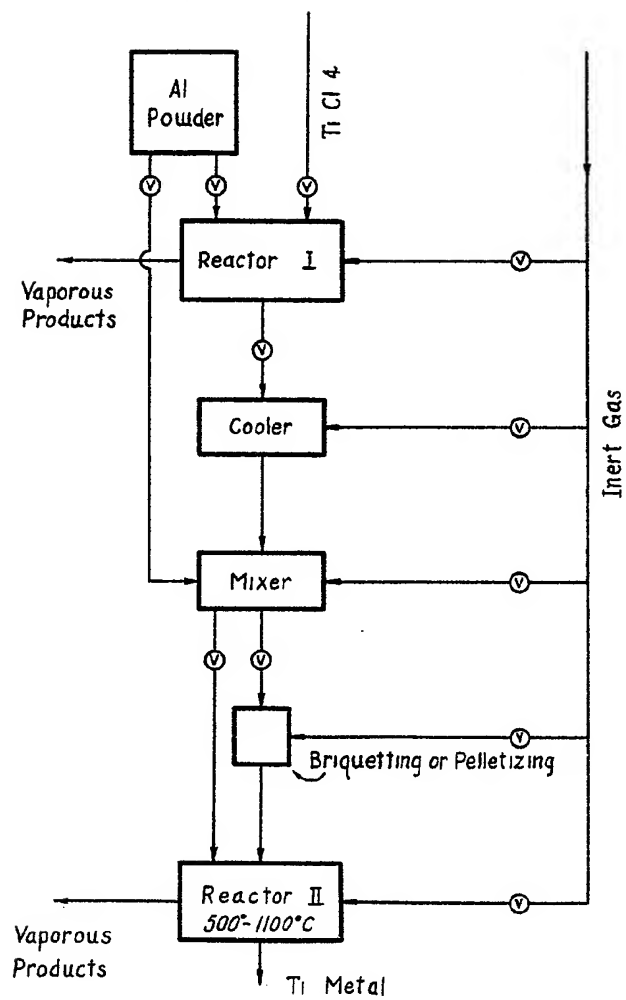 Al
Powder
Ti Cl 4
V
V
V
Reactor I
V
Vaporous
Products
V
Cooler
V
Inert Gas
Mixer
V
V
V
V
Briquetting or Pelletizing
Reactor II
500°-1100°C
V
Vaporous
Products
Ti Metal